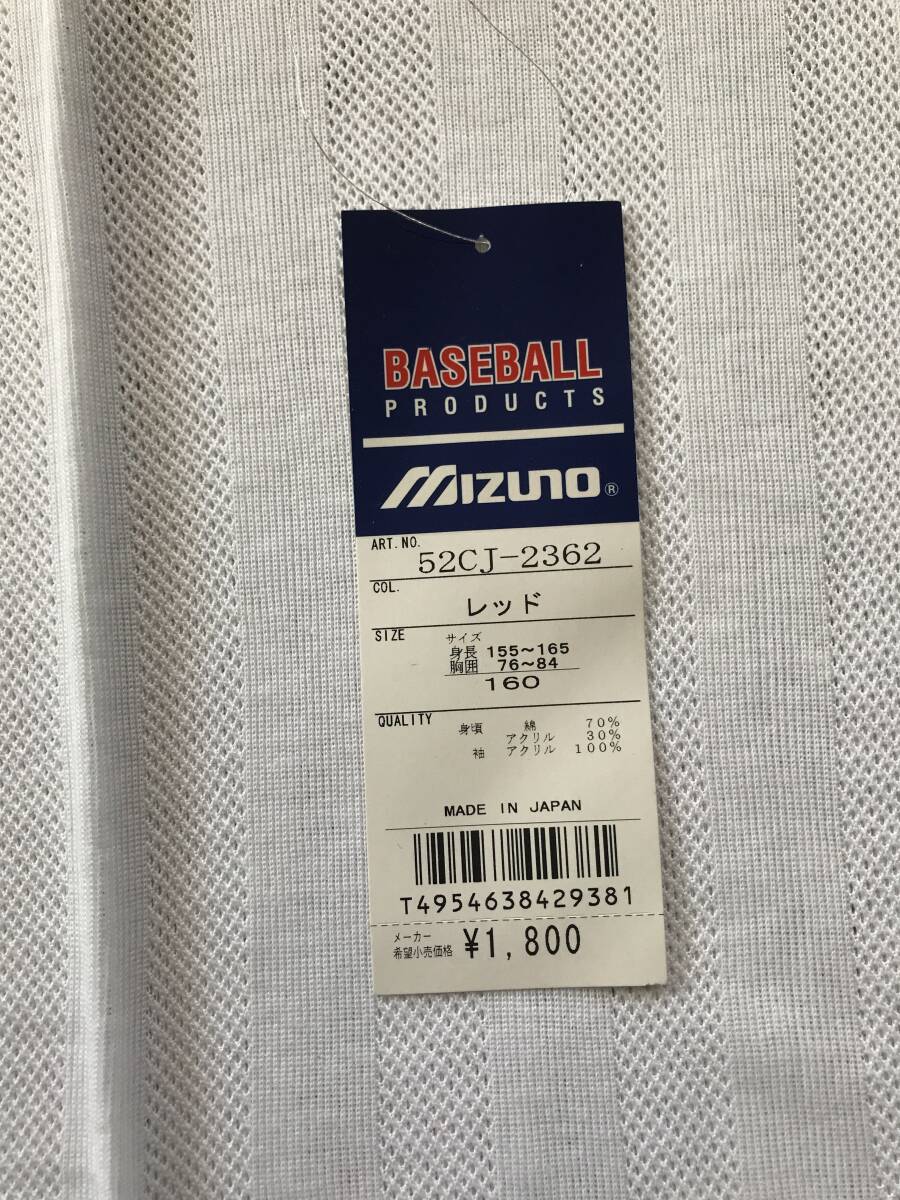 BASEBALL
PRODUCTS
MIZUNO®
ART.NO. 52CJ-2362
COL. レッド
SIZE サイズ
身長 155〜165
胸囲 76〜84
160
QUALITY 身頃 綿 70%
アクリル 30%
袖 アクリル 100%
MADE IN JAPAN
T4954638429381
メーカー
希望小売価格 ¥1,800